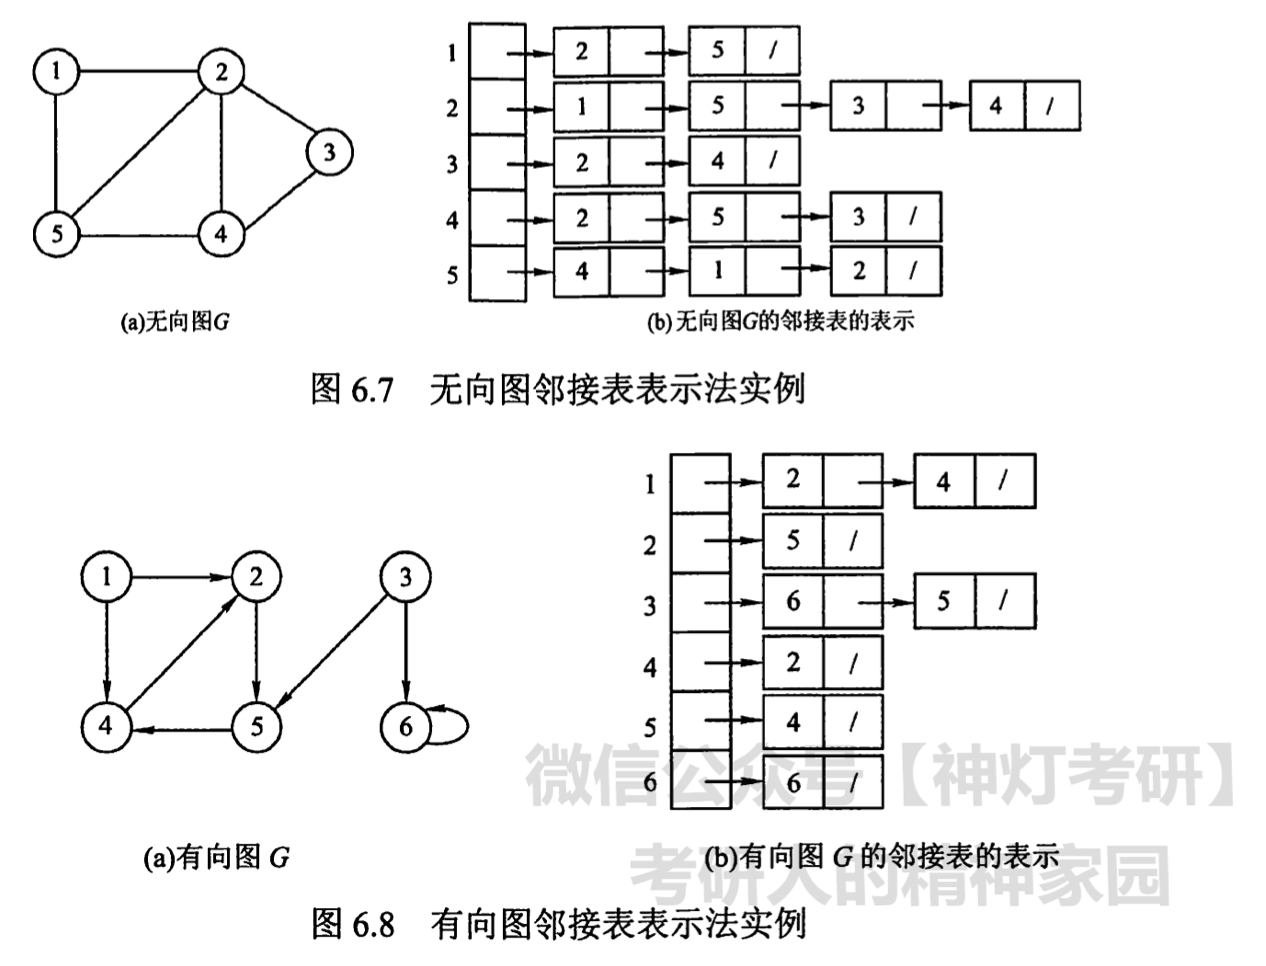 1 2 3 5 4
(a)无向图G
1 2 5 /
2 1 5 3 4 /
3 2 4 /
4 2 5 3 /
5 4 1 2 /
(b)无向图G的邻接表的表示
图 6.7 无向图邻接表表示法实例
1 2 3
4 5 6
(a)有向图 G
1 2 4 /
2 5 /
3 6 5 /
4 2 /
5 4 /
6 6 /
(b)有向图 G 的邻接表的表示
图 6.8 有向图邻接表表示法实例
微信公众号【神灯考研】
考研人的精神家园